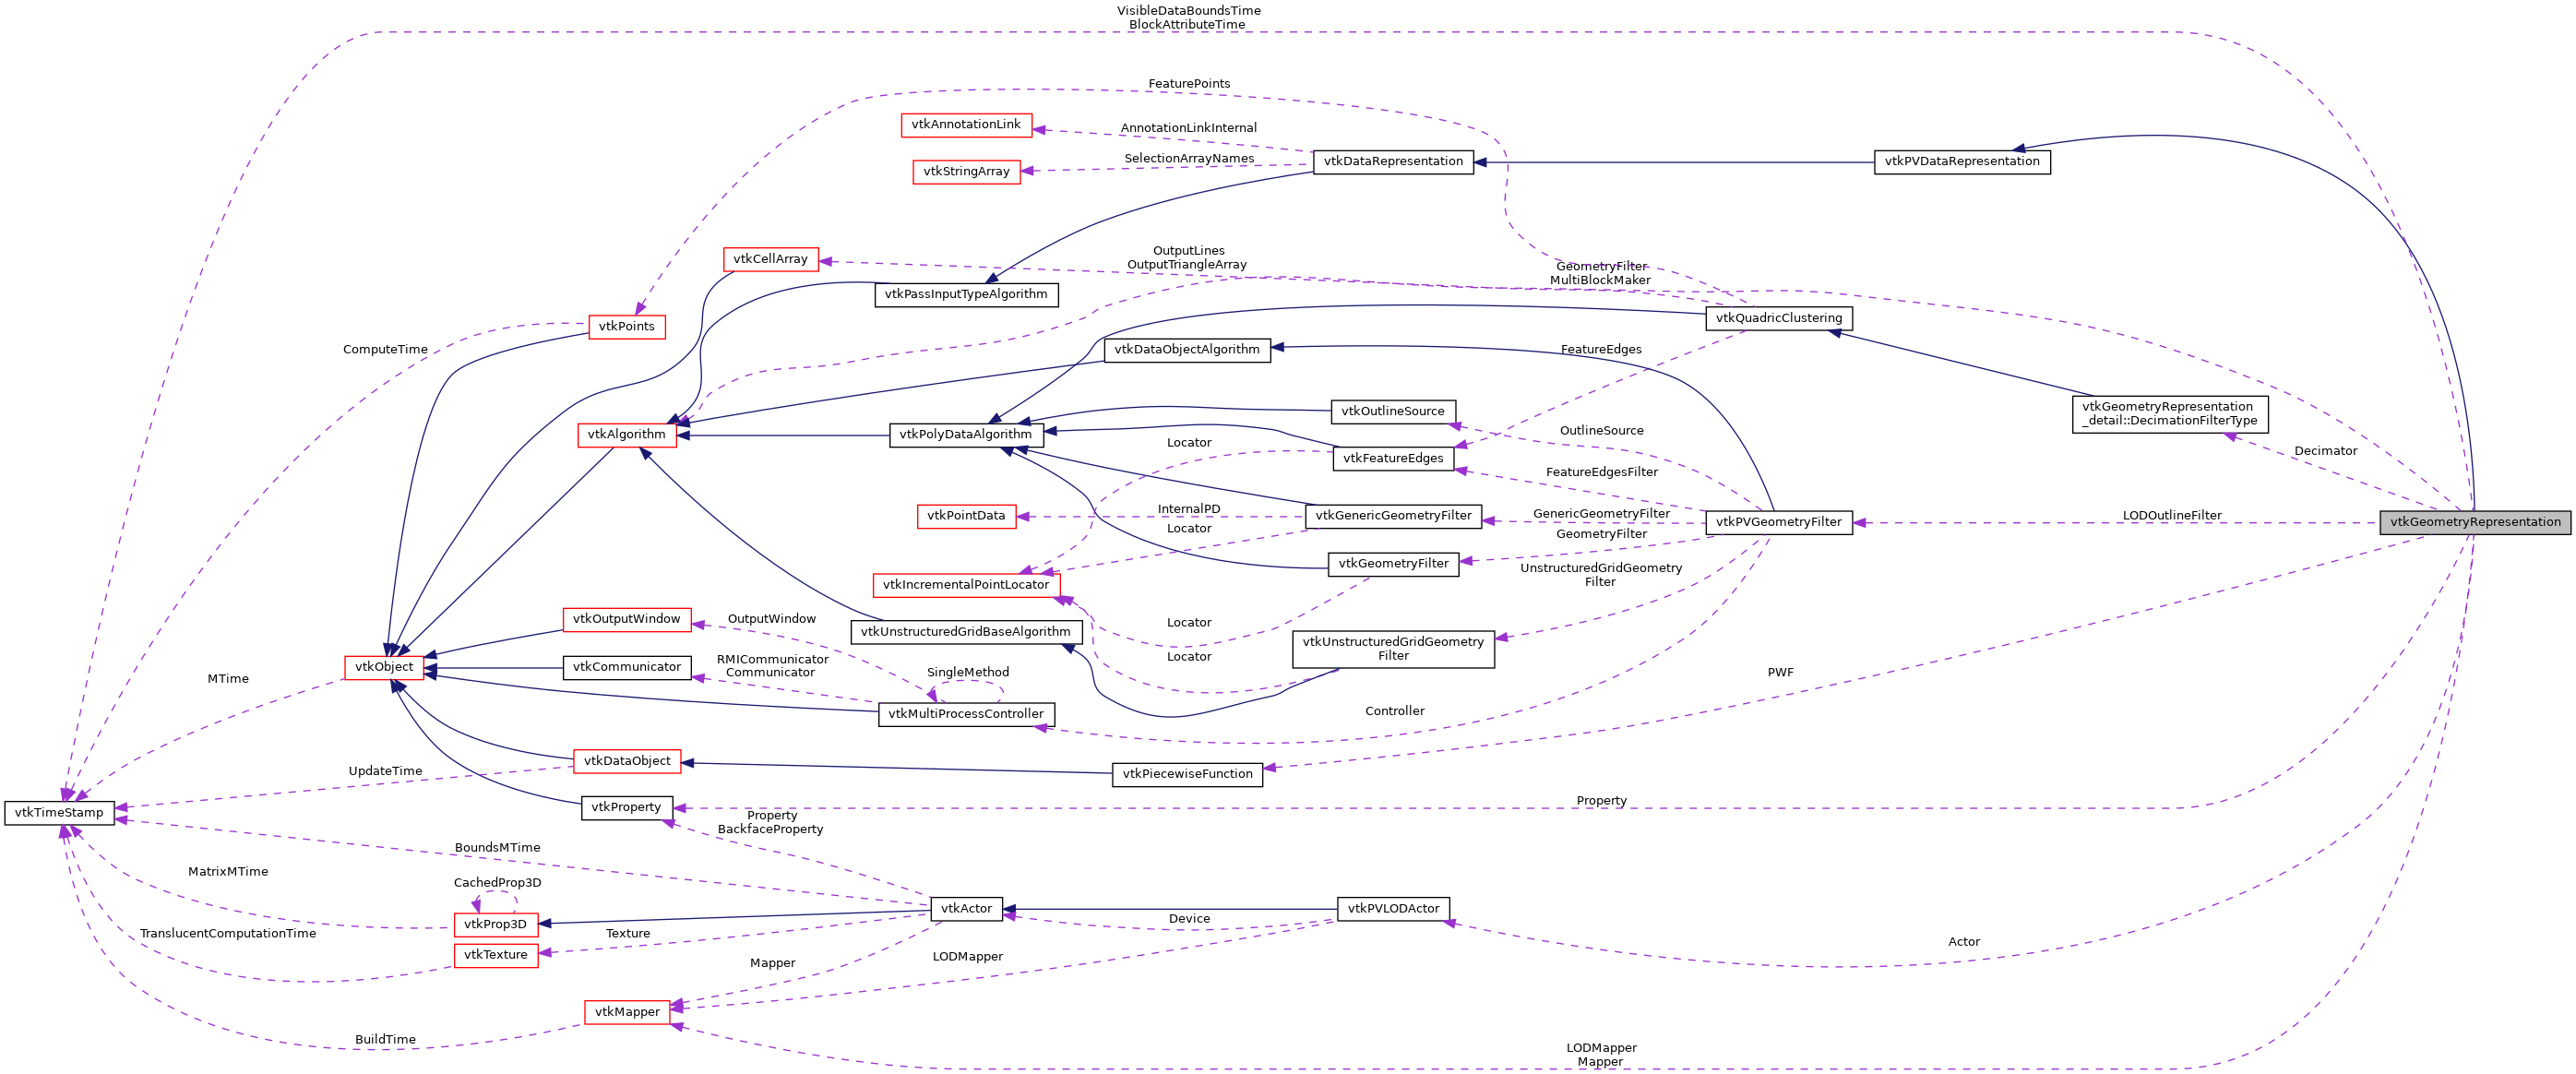 VisibleDataBoundsTime
BlockAttributeTime
FeaturePoints
vtkAnnotationLink
AnnotationLinkInternal
SelectionArrayNames
vtkDataRepresentation
vtkPVDataRepresentation
vtkStringArray
OutputLines
OutputTriangleArray
vtkCellArray
GeometryFilter
MultiBlockMaker
vtkPassInputTypeAlgorithm
vtkPoints
vtkQuadricClustering
ComputeTime
vtkDataObjectAlgorithm
FeatureEdges
vtkGeometryRepresentation
_detail::DecimationFilterType
vtkOutlineSource
OutlineSource
vtkAlgorithm
vtkPolyDataAlgorithm
Locator
Decimator
vtkFeatureEdges
FeatureEdgesFilter
InternalPD
vtkPointData
vtkGenericGeometryFilter
GenericGeometryFilter
vtkPVGeometryFilter
LODOutlineFilter
vtkGeometryRepresentation
Locator
GeometryFilter
vtkGeometryFilter
vtkIncrementalPointLocator
UnstructuredGridGeometry
Filter
vtkOutputWindow
OutputWindow
Locator
vtkUnstructuredGridBaseAlgorithm
vtkUnstructuredGridGeometry
Filter
Locator
vtkObject
vtkCommunicator
RMICommunicator
Communicator
SingleMethod
MTime
PWF
vtkMultiProcessController
Controller
vtkDataObject
UpdateTime
vtkPiecewiseFunction
vtkProperty
Property
vtkTimeStamp
Property
BackfaceProperty
BoundsMTime
MatrixMTime
CachedProp3D
vtkProp3D
vtkActor
Device
vtkPVLODActor
TranslucentComputationTime
Texture
Actor
vtkTexture
Mapper
LODMapper
vtkMapper
BuildTime
LODMapper
Mapper